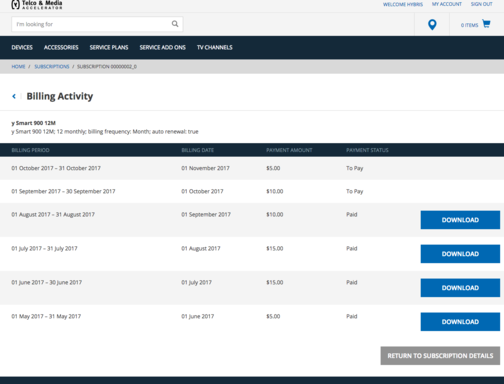 Telco & Media
ACCELERATOR
WELCOME HYBRIS MY ACCOUNT SIGN OUT
I'm looking for
0 ITEMS
DEVICES ACCESSORIES SERVICE PLANS SERVICE ADD ONS TV CHANNELS
HOME / SUBSCRIPTIONS / SUBSCRIPTION 00000002_0
Billing Activity
y Smart 900 12M
y Smart 900 12M; 12 monthly; billing frequency: Month; auto renewal: true
BILLING PERIOD BILLING DATE PAYMENT AMOUNT PAYMENT STATUS
01 October 2017 – 31 October 2017 01 November 2017 $5.00 To Pay
01 September 2017 – 30 September 2017 01 October 2017 $10.00 To Pay
01 August 2017 – 31 August 2017 01 September 2017 $10.00 Paid DOWNLOAD
01 July 2017 – 31 July 2017 01 August 2017 $15.00 Paid DOWNLOAD
01 June 2017 – 30 June 2017 01 July 2017 $15.00 Paid DOWNLOAD
01 May 2017 – 31 May 2017 01 June 2017 $5.00 Paid DOWNLOAD
RETURN TO SUBSCRIPTION DETAILS